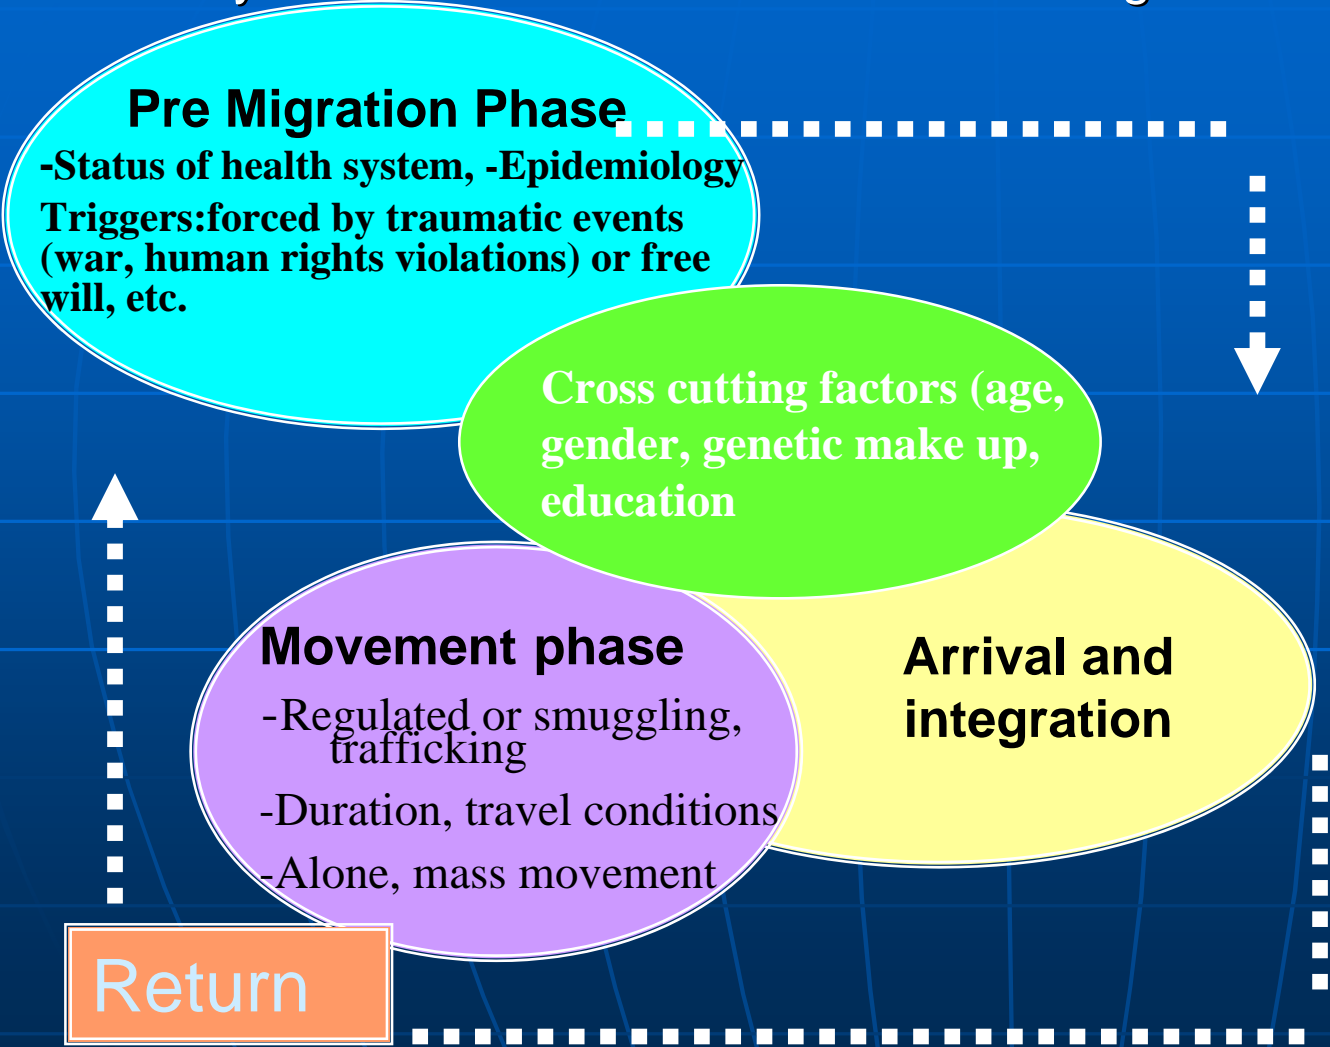 Pre Migration Phase
-Status of health system, -Epidemiology
Triggers:forced by traumatic events
(war, human rights violations) or free
will, etc.
Cross cutting factors (age,
gender, genetic make up,
education
Movement phase
-Regulated or smuggling,
trafficking
-Duration, travel conditions
-Alone, mass movement
Arrival and
integration
Return